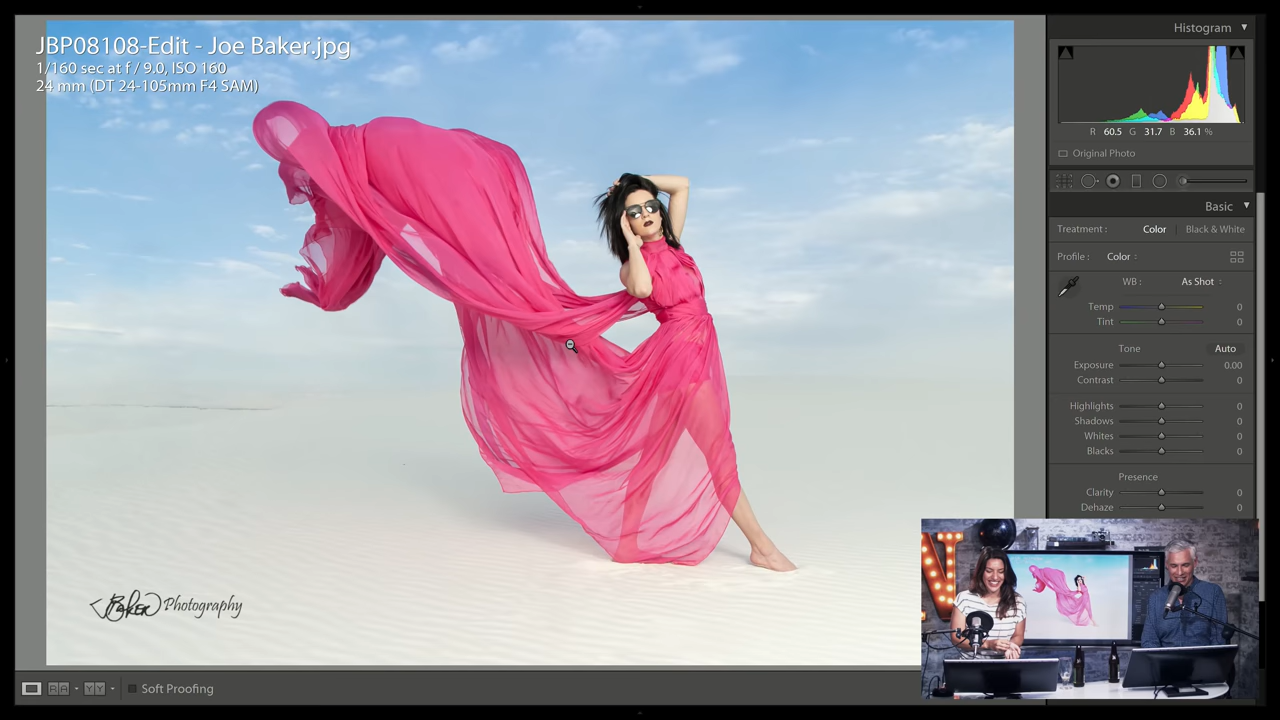 JBP08108-Edit - Joe Baker.jpg
1/160 sec at f / 9.0, ISO 160
24 mm (DT 24-105mm F4 SAM)
Baker Photography
Soft Proofing
Histogram
R 60.5 G 31.7 B 36.1 %
Original Photo
Basic
Treatment : Color Black & White
Profile : Color
WB : As Shot
Temp 0
Tint 0
Tone Auto
Exposure 0.00
Contrast 0
Highlights 0
Shadows 0
Whites 0
Blacks 0
Presence
Clarity 0
Dehaze 0
N